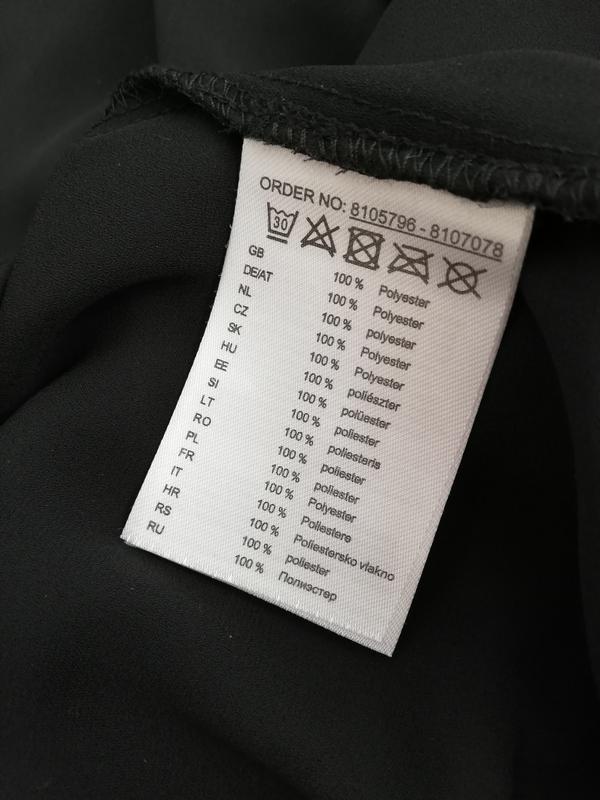 ORDER NO: 8105796 - 8107078
30
GB 100 % Polyester
DE/AT 100 % Polyester
NL 100 % polyester
CZ 100 % Polyester
SK 100 % Polyester
HU 100 % poliészter
EE 100 % polüester
SI 100 % poliester
LT 100 % poliesteris
RO 100 % poliester
PL 100 % poliester
FR 100 % Polyester
IT 100 % Poliestere
HR 100 % Poliestersko vlakno
RS 100 % poliester
RU 100 % Полиэстер